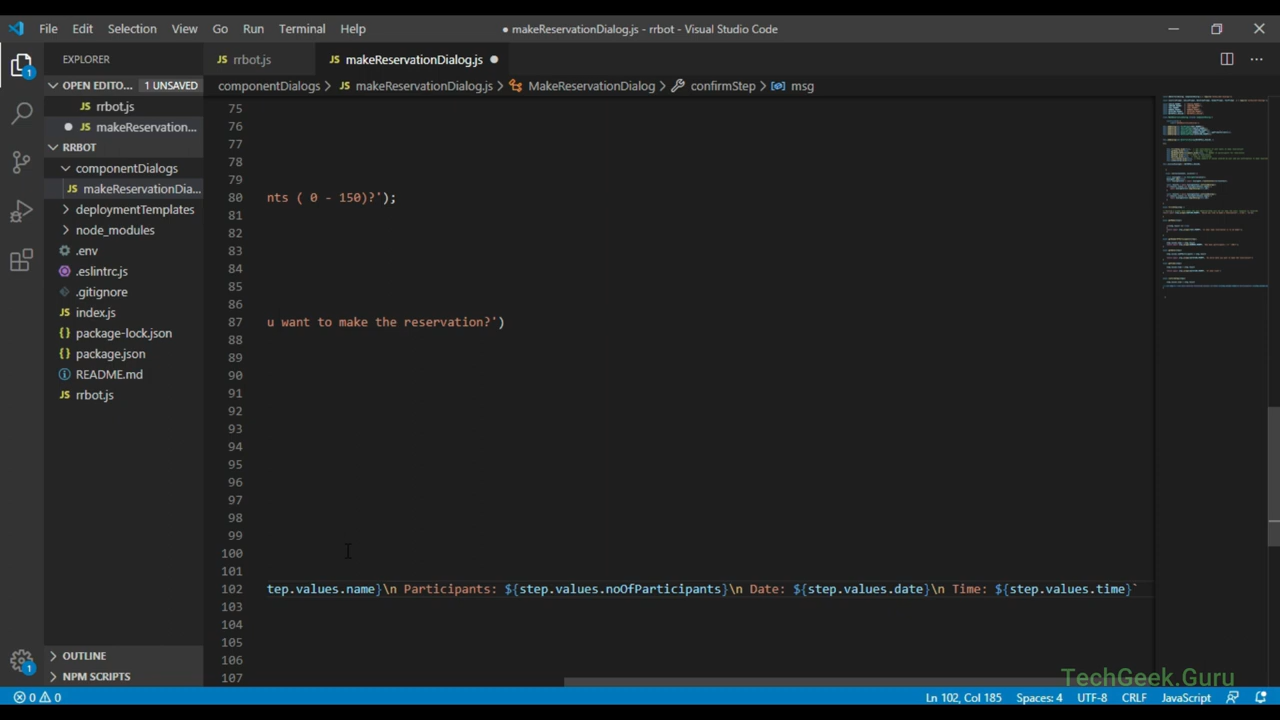 File Edit Selection View Go Run Terminal Help
● makeReservationDialog.js - rrbot - Visual Studio Code
EXPLORER
OPEN EDITO... 1 UNSAVED
rrbot.js
makeReservation...
RRBOT
componentDialogs
JS makeReservationDia...
deploymentTemplates
node_modules
.env
.eslintrc.js
.gitignore
JS index.js
{} package-lock.json
{} package.json
README.md
JS rrbot.js
OUTLINE
NPM SCRIPTS
JS rrbot.js
JS makeReservationDialog.js
componentDialogs > JS makeReservationDialog.js > MakeReservationDialog > confirmStep > msg
75
76
77
78
79
80 nts ( 0 - 150)?');
81
82
83
84
85
86
87 u want to make the reservation?')
88
89
90
91
92
93
94
95
96
97
98
99
100
101
102 tep.values.name}\n Participants: ${step.values.noOfParticipants}\n Date: ${step.values.date}\n Time: ${step.values.time}`
103
104
105
106
107
TechGeek.Guru
0 0
Ln 102, Col 185 Spaces: 4 UTF-8 CRLF JavaScript